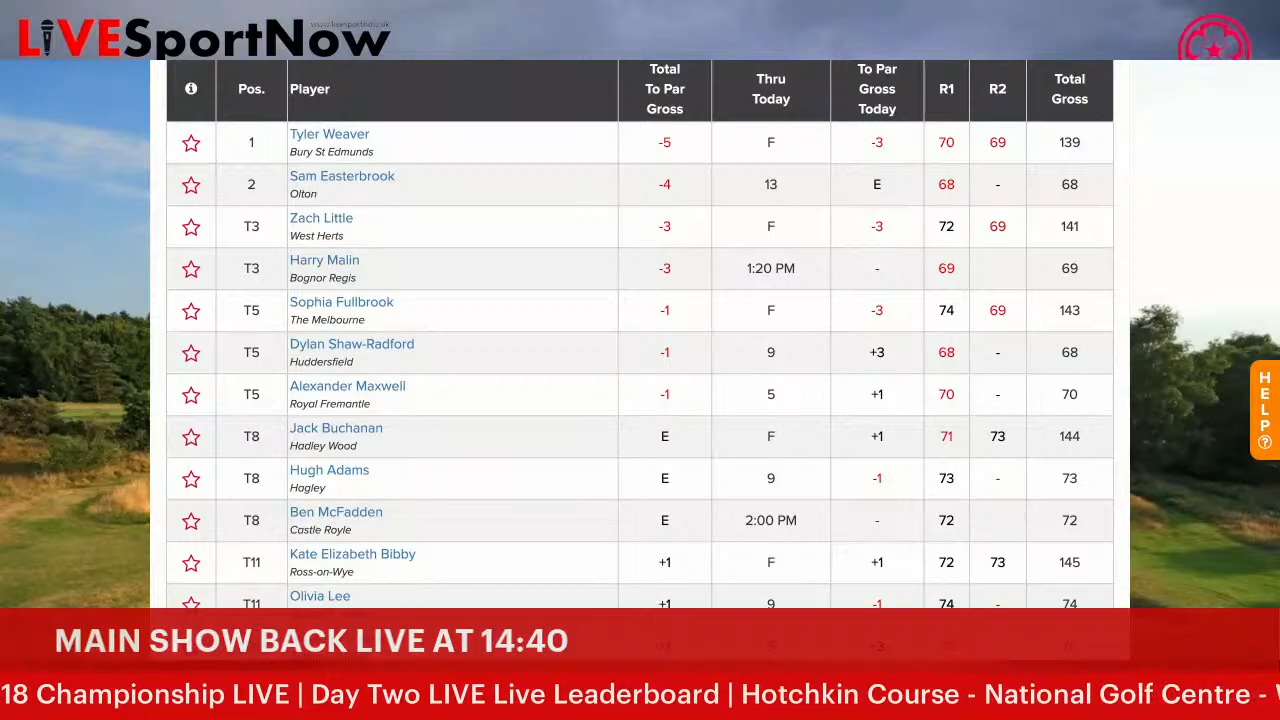 www.livesportnow.uk
LiVESportNow
Total
To Par
Gross
Thru
Today
To Par
Gross
Today
Total
Gross
Pos. Player R1 R2
1 Tyler Weaver -5 F -3 70 69 139
Bury St Edmunds
2 Sam Easterbrook -4 13 E 68 - 68
Olton
T3 Zach Little -3 F -3 72 69 141
West Herts
T3 Harry Malin -3 1:20 PM - 69 69
Bognor Regis
T5 Sophia Fullbrook -1 F -3 74 69 143
The Melbourne
T5 Dylan Shaw-Radford -1 9 +3 68 - 68
Huddersfield
T5 Alexander Maxwell -1 5 +1 70 - 70
Royal Fremantle
T8 Jack Buchanan E F +1 71 73 144
Hadley Wood
T8 Hugh Adams E 9 -1 73 - 73
Hagley
T8 Ben McFadden E 2:00 PM - 72 72
Castle Royle
T11 Kate Elizabeth Bibby +1 F +1 72 73 145
Ross-on-Wye
T11 Olivia Lee +1 9 -1 74 - 74
HELP
MAIN SHOW BACK LIVE AT 14:40
18 Championship LIVE | Day Two LIVE Live Leaderboard | Hotchkin Course - National Golf Centre -